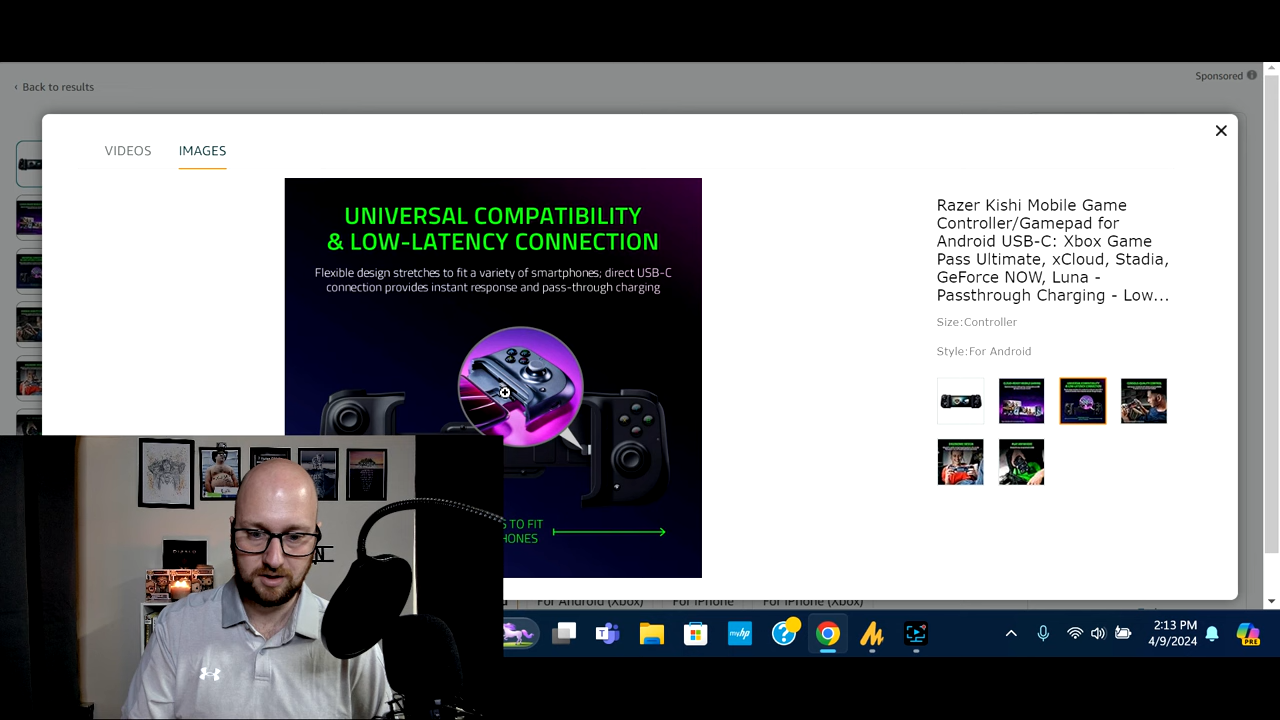 Sponsored
‹ Back to results
VIDEOS
IMAGES
UNIVERSAL COMPATIBILITY
& LOW-LATENCY CONNECTION
Flexible design stretches to fit a variety of smartphones; direct USB-C
connection provides instant response and pass-through charging
TO FIT
Razer Kishi Mobile Game
Controller/Gamepad for
Android USB-C: Xbox Game
Pass Ultimate, xCloud, Stadia,
GeForce NOW, Luna -
Passthrough Charging - Low...
Size:Controller
Style:For Android
For Android (Xbox)
For iPhone
For iPhone (Xbox)
myhp
PRE
2:13 PM
4/9/2024